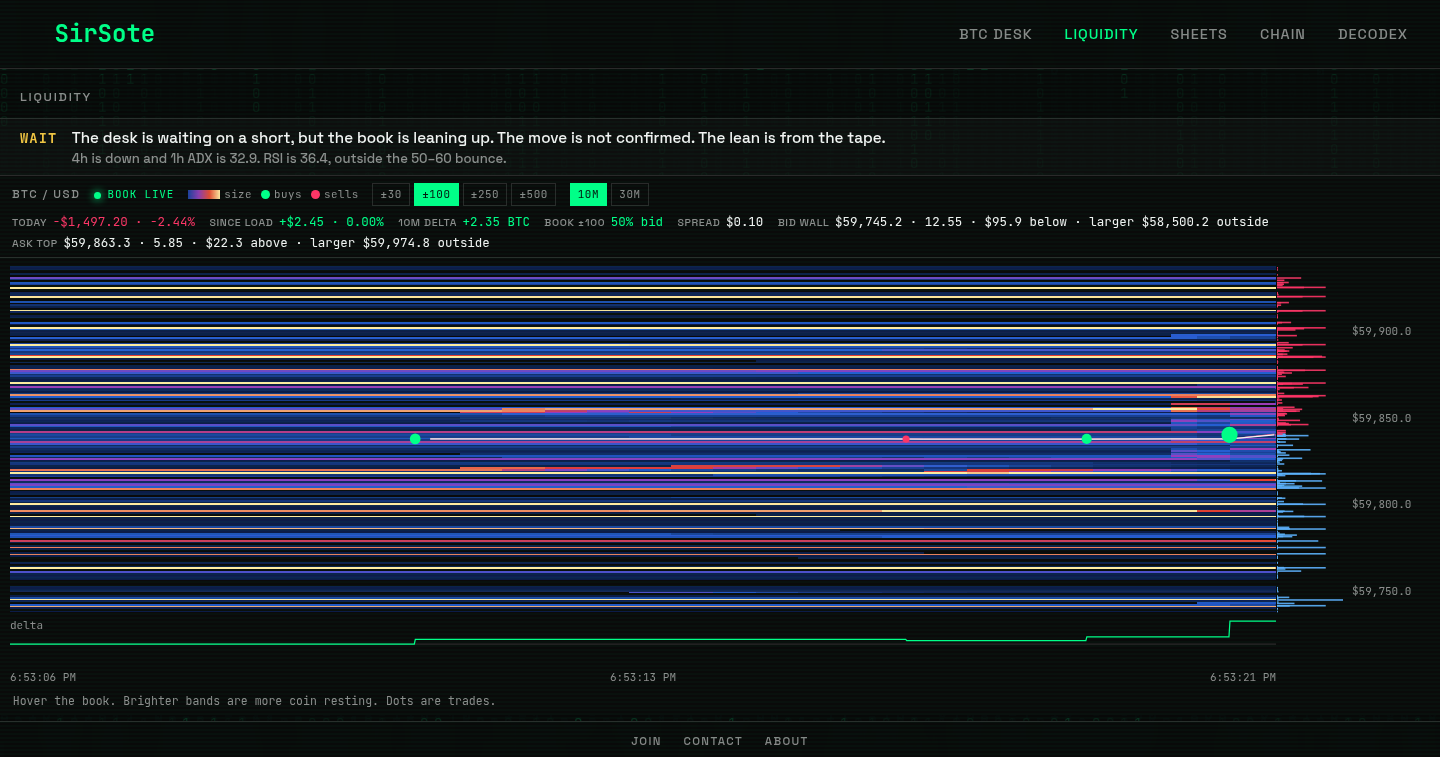 SirSote
BTC DESK LIQUIDITY SHEETS CHAIN DECODEX
LIQUIDITY
WAIT The desk is waiting on a short, but the book is leaning up. The move is not confirmed. The lean is from the tape.
4h is down and 1h ADX is 32.9. RSI is 36.4, outside the 50–60 bounce.
BTC / USD BOOK LIVE size buys sells ±30 ±100 ±250 ±500 10M 30M
TODAY -$1,497.20 · -2.44% SINCE LOAD +$2.45 · 0.00% 10M DELTA +2.35 BTC BOOK ±100 50% bid SPREAD $0.10 BID WALL $59,745.2 · 12.55 · $95.9 below · larger $58,500.2 outside
ASK TOP $59,863.3 · 5.85 · $22.3 above · larger $59,974.8 outside
$59,900.0
$59,850.0
$59,800.0
$59,750.0
delta
6:53:06 PM 6:53:13 PM 6:53:21 PM
Hover the book. Brighter bands are more coin resting. Dots are trades.
JOIN CONTACT ABOUT